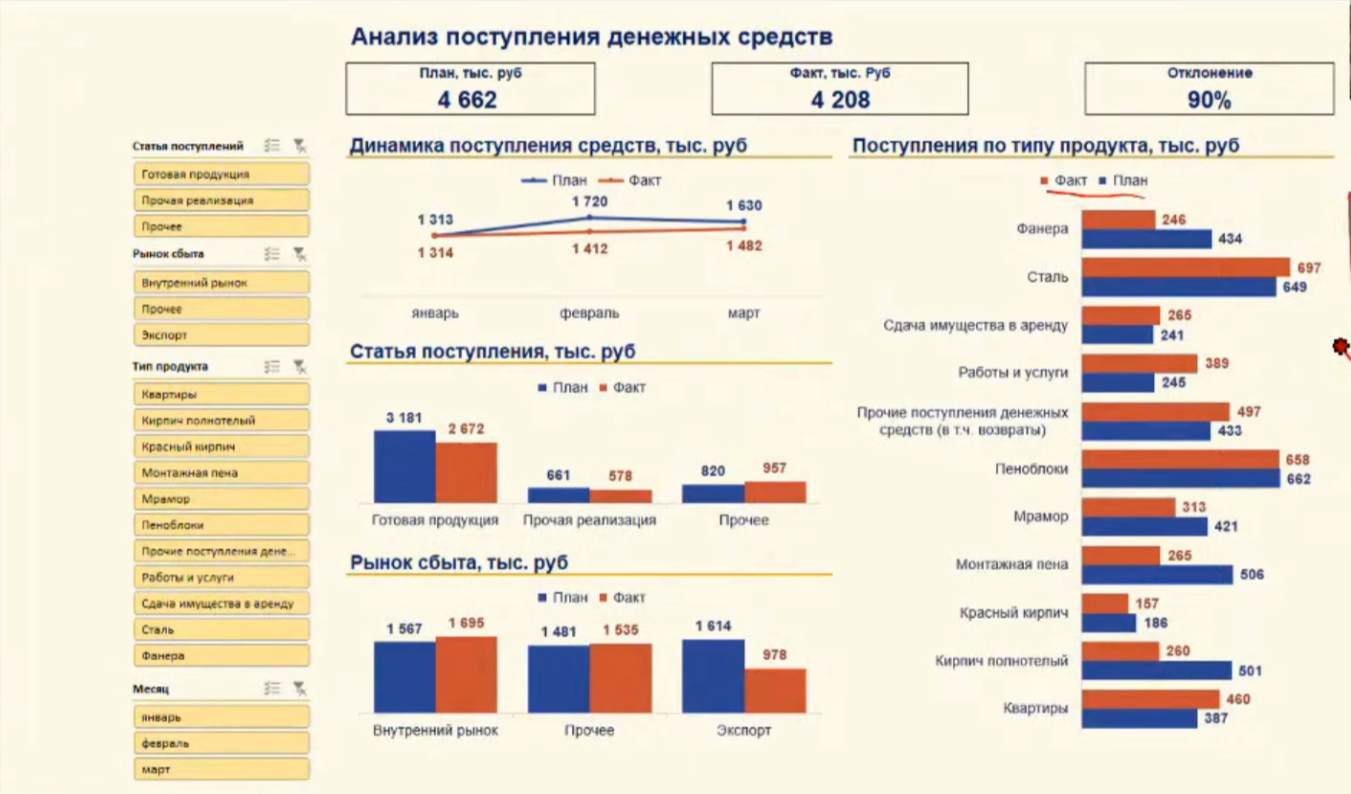 Анализ поступления денежных средств
План, тыс. руб
4 662
Факт, тыс. Руб
4 208
Отклонение
90%
Статья поступлений
Готовая продукция
Прочая реализация
Прочее
Рынок сбыта
Внутренний рынок
Прочее
Экспорт
Тип продукта
Квартиры
Кирпич полнотелый
Красный кирпич
Монтажная пена
Мрамор
Пеноблоки
Прочие поступления дене...
Работы и услуги
Сдача имущества в аренду
Сталь
Фанера
Месяц
январь
февраль
март
Динамика поступления средств, тыс. руб
План Факт
1 313 1 720 1 630
1 314 1 412 1 482
январь февраль март
Статья поступления, тыс. руб
План Факт
3 181 2 672 661 578 820 957
Готовая продукция Прочая реализация Прочее
Рынок сбыта, тыс. руб
План Факт
1 567 1 695 1 481 1 535 1 614 978
Внутренний рынок Прочее Экспорт
Поступления по типу продукта, тыс. руб
Факт План
Фанера 246
434
Сталь 697
649
Сдача имущества в аренду 265
241
Работы и услуги 389
245
Прочие поступления денежных
средств (в т.ч. возвраты)
497
433
Пеноблоки 658
662
Мрамор 313
421
Монтажная пена 265
506
Красный кирпич 157
186
Кирпич полнотелый 260
501
Квартиры 460
387